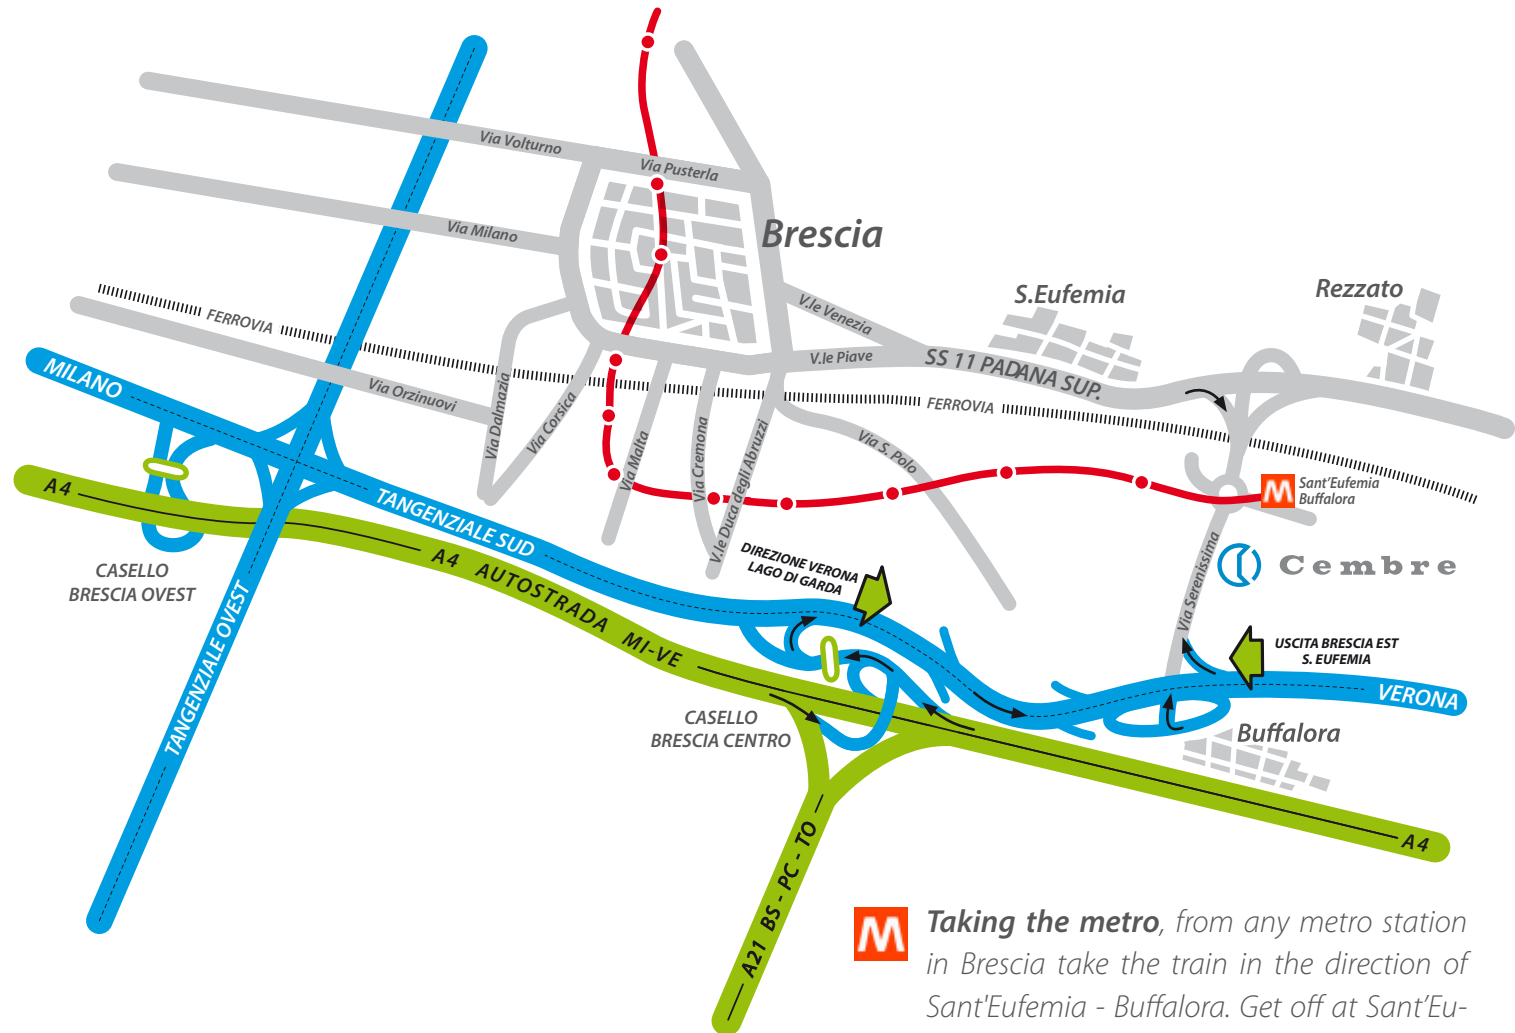 Via Volturno
Via Pusterla
Via Milano
Brescia
V.le Venezia
S.Eufemia
Rezzato
FERROVIA
V.le Piave
SS 11 PADANA SUP.
MILANO
Via Orzinuovi
Via Dalmazia
Via Corsica
Via Malta
Via Cremona
V.le Duca degli Abruzzi
FERROVIA
Via S. Polo
A4
TANGENZIALE SUD
M
Sant'Eufemia
Buffalora
CASELLO
BRESCIA OVEST
A4 AUTOSTRADA MI-VE
DIREZIONE VERONA
LAGO DI GARDA
Via Serenissima
Cembre
TANGENZIALE OVEST
USCITA BRESCIA EST
S. EUFEMIA
VERONA
CASELLO
BRESCIA CENTRO
Buffalora
A4
A21 BS - PC - TO
M
Taking the metro, from any metro station
in Brescia take the train in the direction of
Sant'Eufemia - Buffalora. Get off at Sant'Eu-